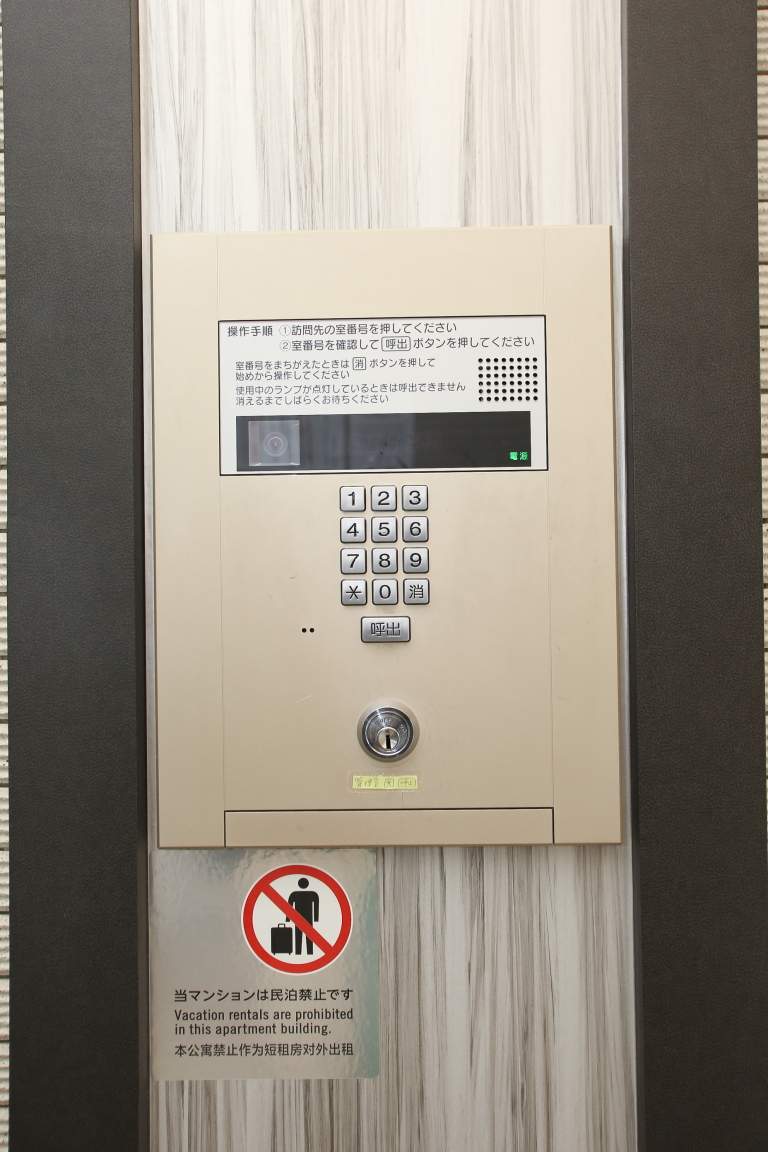 操作手順 ①訪問先の室番号を押してください
②室番号を確認して 呼出 ボタンを押してください
室番号をまちがえたときは 消 ボタンを押して
始めから操作してください
使用中のランプが点灯しているときは呼出できません
消えるまでしばらくお待ちください
電源
1 2 3
4 5 6
7 8 9
* 0 消
呼出
当マンションは民泊禁止です
Vacation rentals are prohibited
in this apartment building.
本公寓禁止作为短租房对外出租